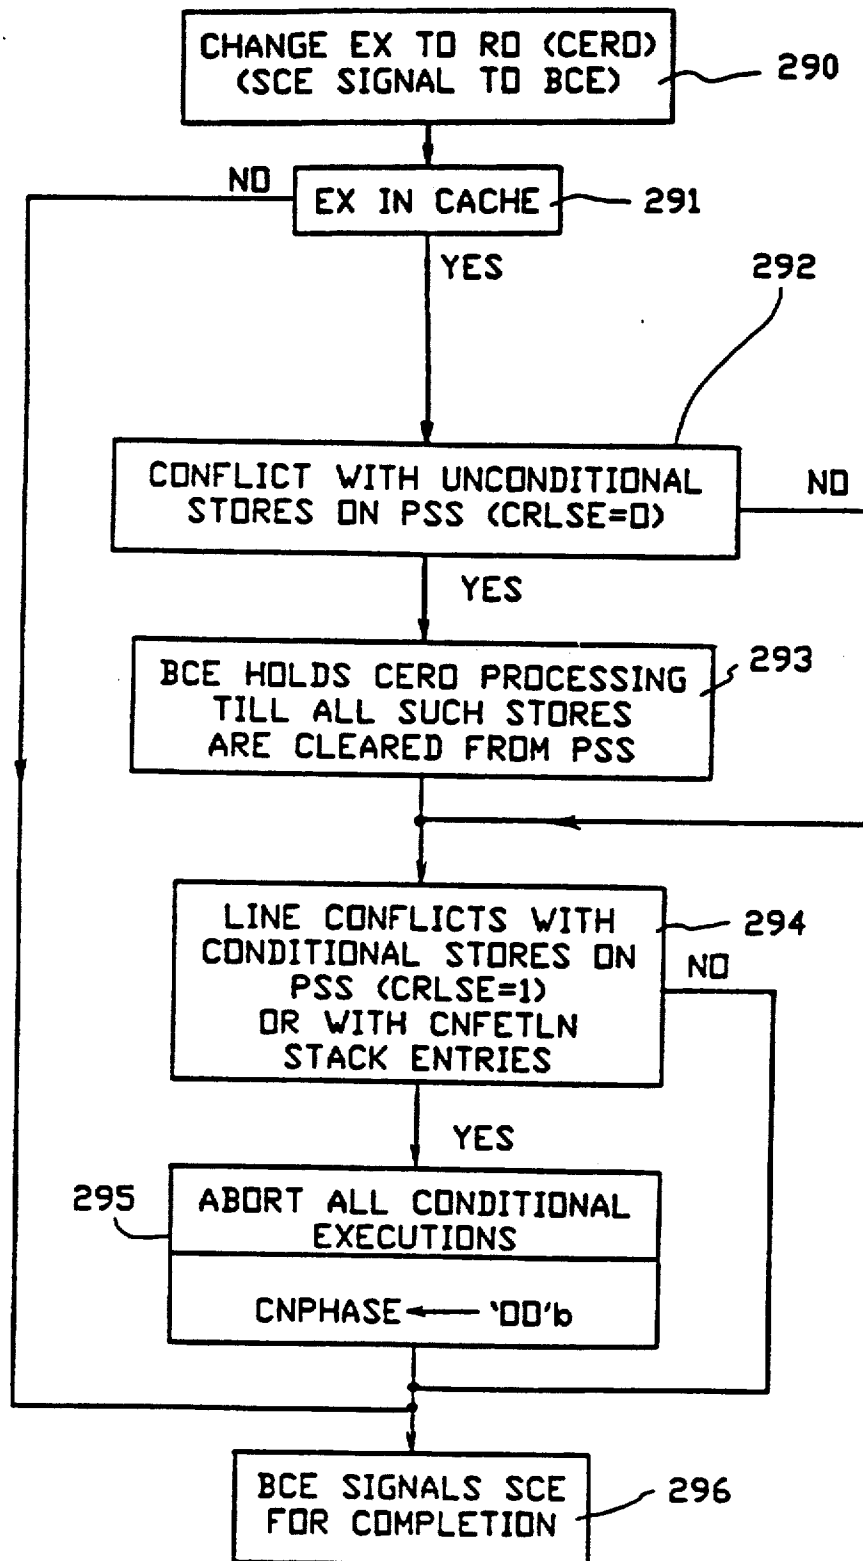 CHANGE EX TO RO (CERO)
(SCE SIGNAL TO BCE)
290
NO
EX IN CACHE
291
YES
292
CONFLICT WITH UNCONDITIONAL
STORES ON PSS (CRLSE=0)
NO
YES
BCE HOLDS CERO PROCESSING
TILL ALL SUCH STORES
ARE CLEARED FROM PSS
293
LINE CONFLICTS WITH
CONDITIONAL STORES ON
PSS (CRLSE=1)
OR WITH CNFETLN
STACK ENTRIES
294
NO
YES
295
ABORT ALL CONDITIONAL
EXECUTIONS
CNPHASE ← '00'b
BCE SIGNALS SCE
FOR COMPLETION
296